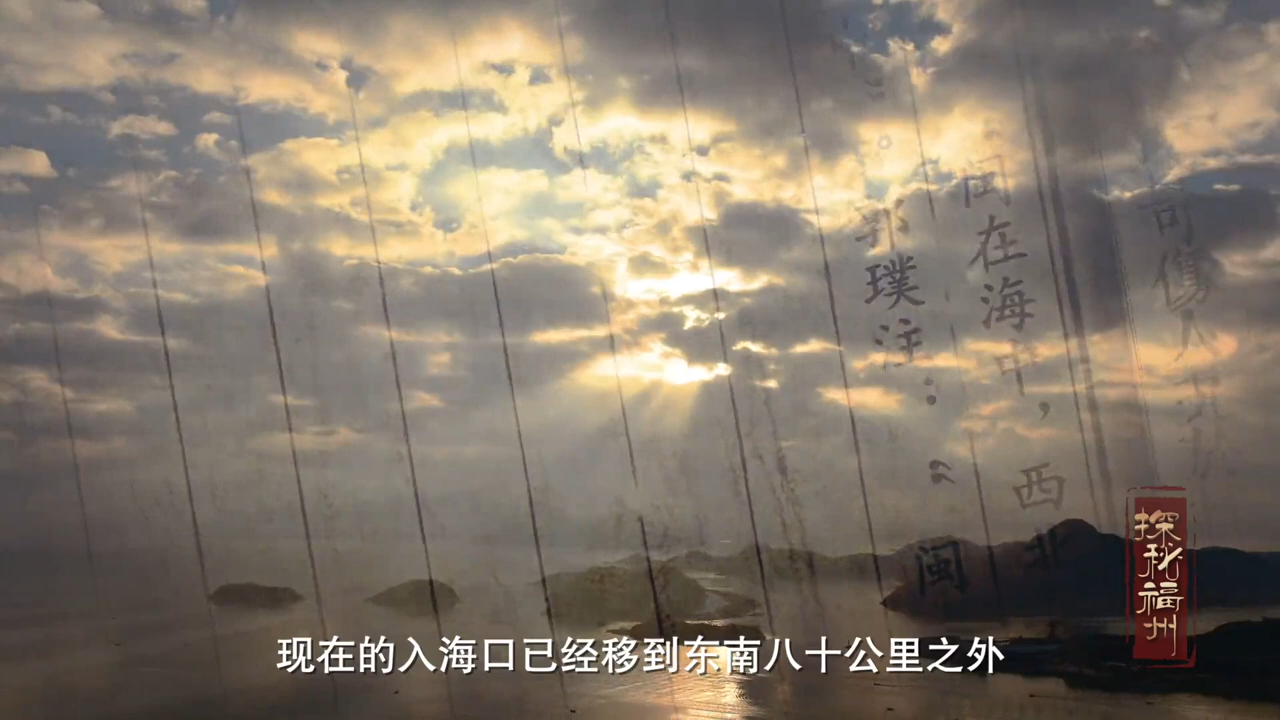 闽在海中，西北
郭璞注：“闽
探秘福州
现在的入海口已经移到东南八十公里之外